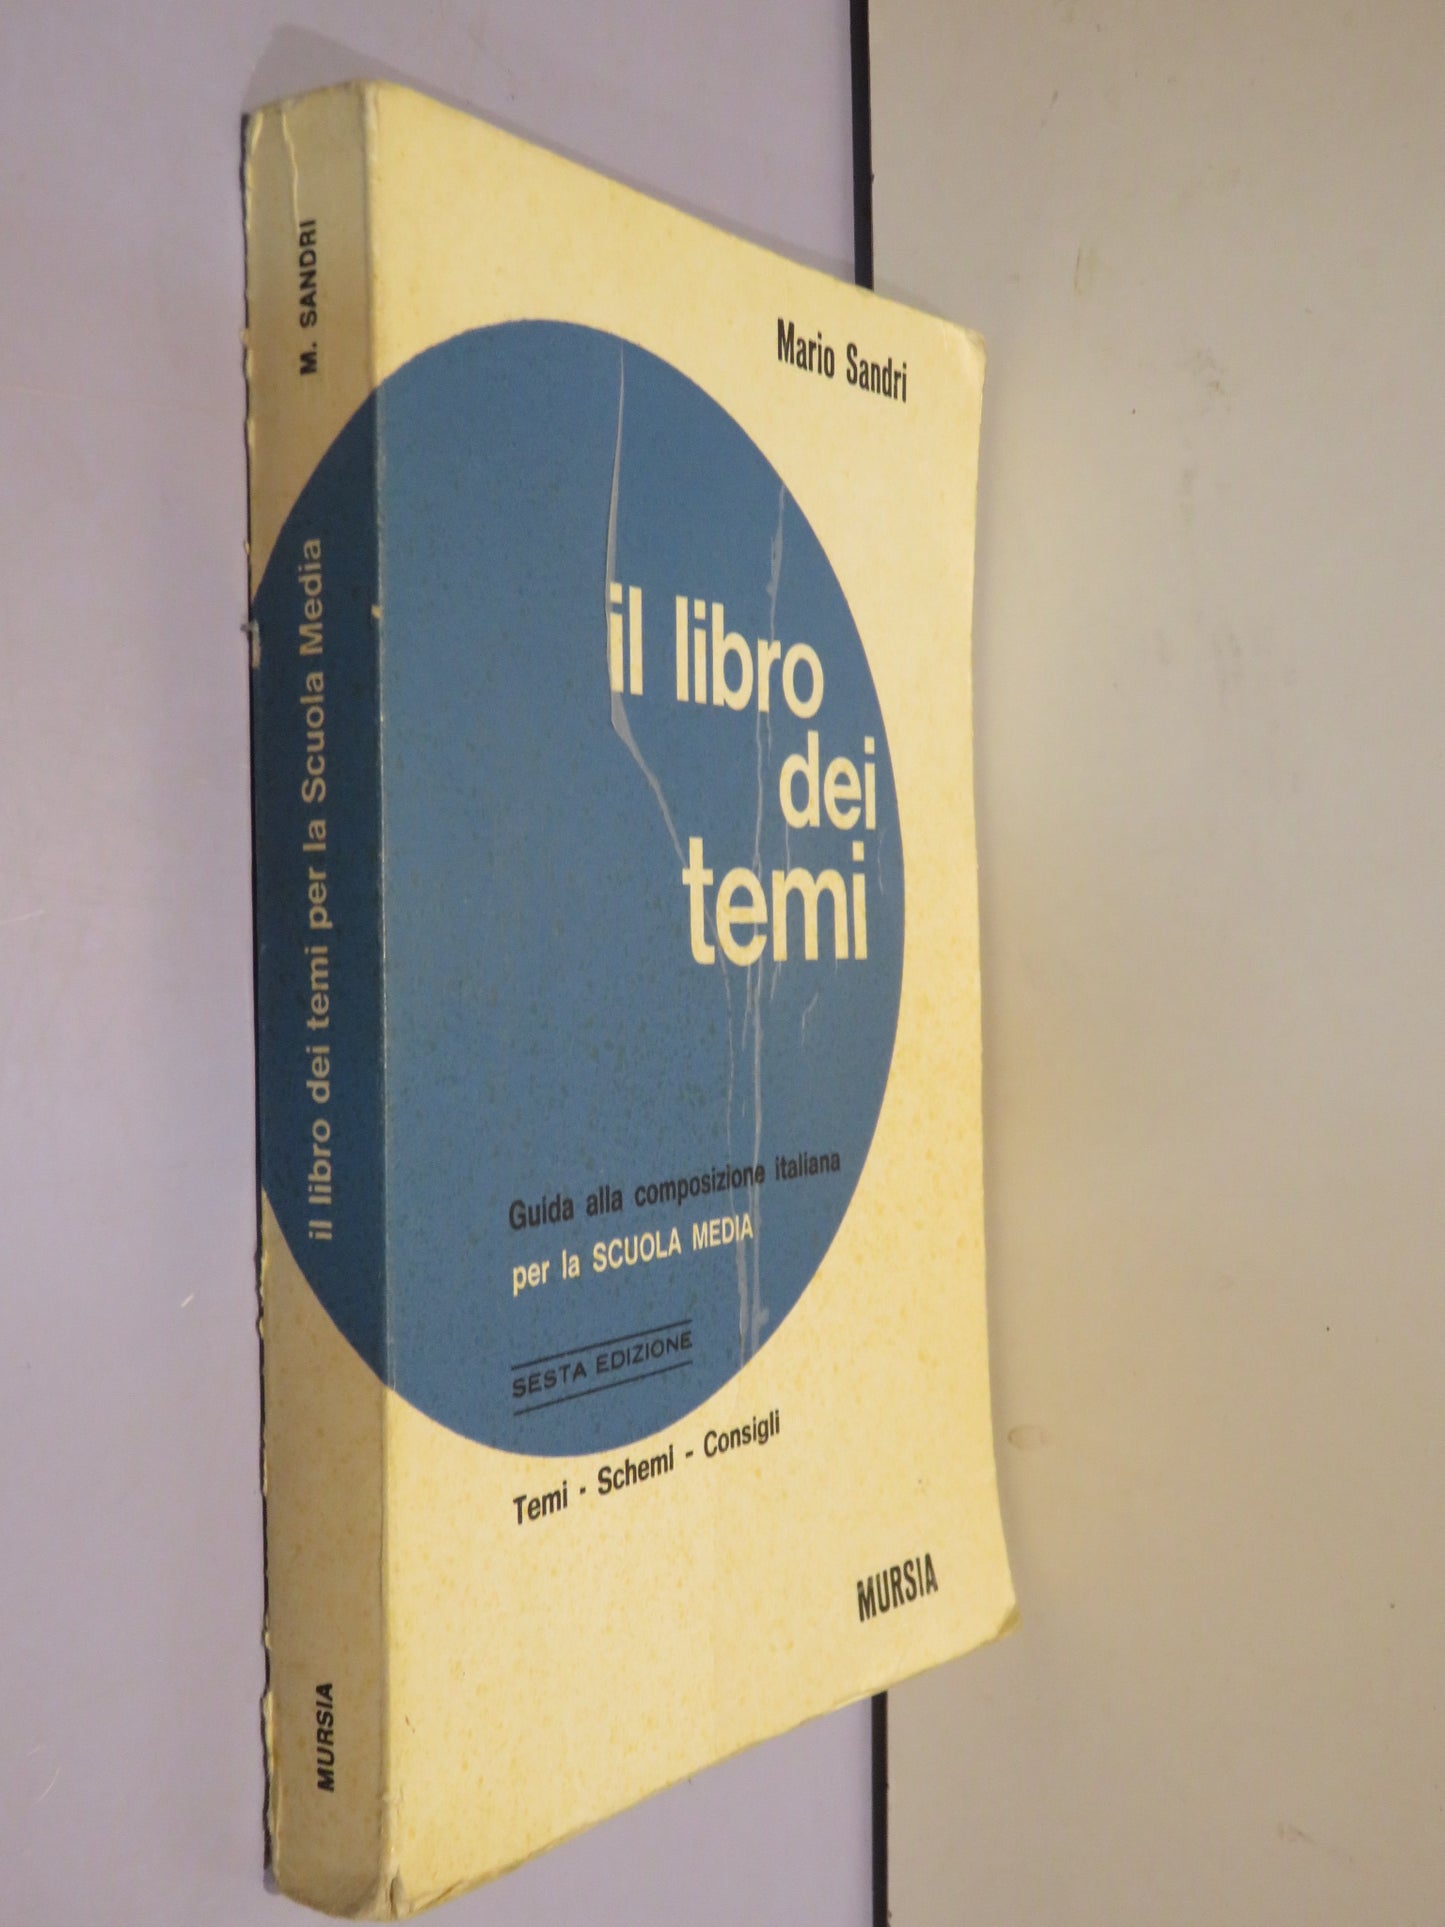 Mario Sandri
il libro
dei
temi
Guida alla composizione italiana
per la SCUOLA MEDIA
SESTA EDIZIONE
Temi - Schemi - Consigli
MURSIA
M. SANDRI
il libro dei temi per la Scuola Media
MURSIA